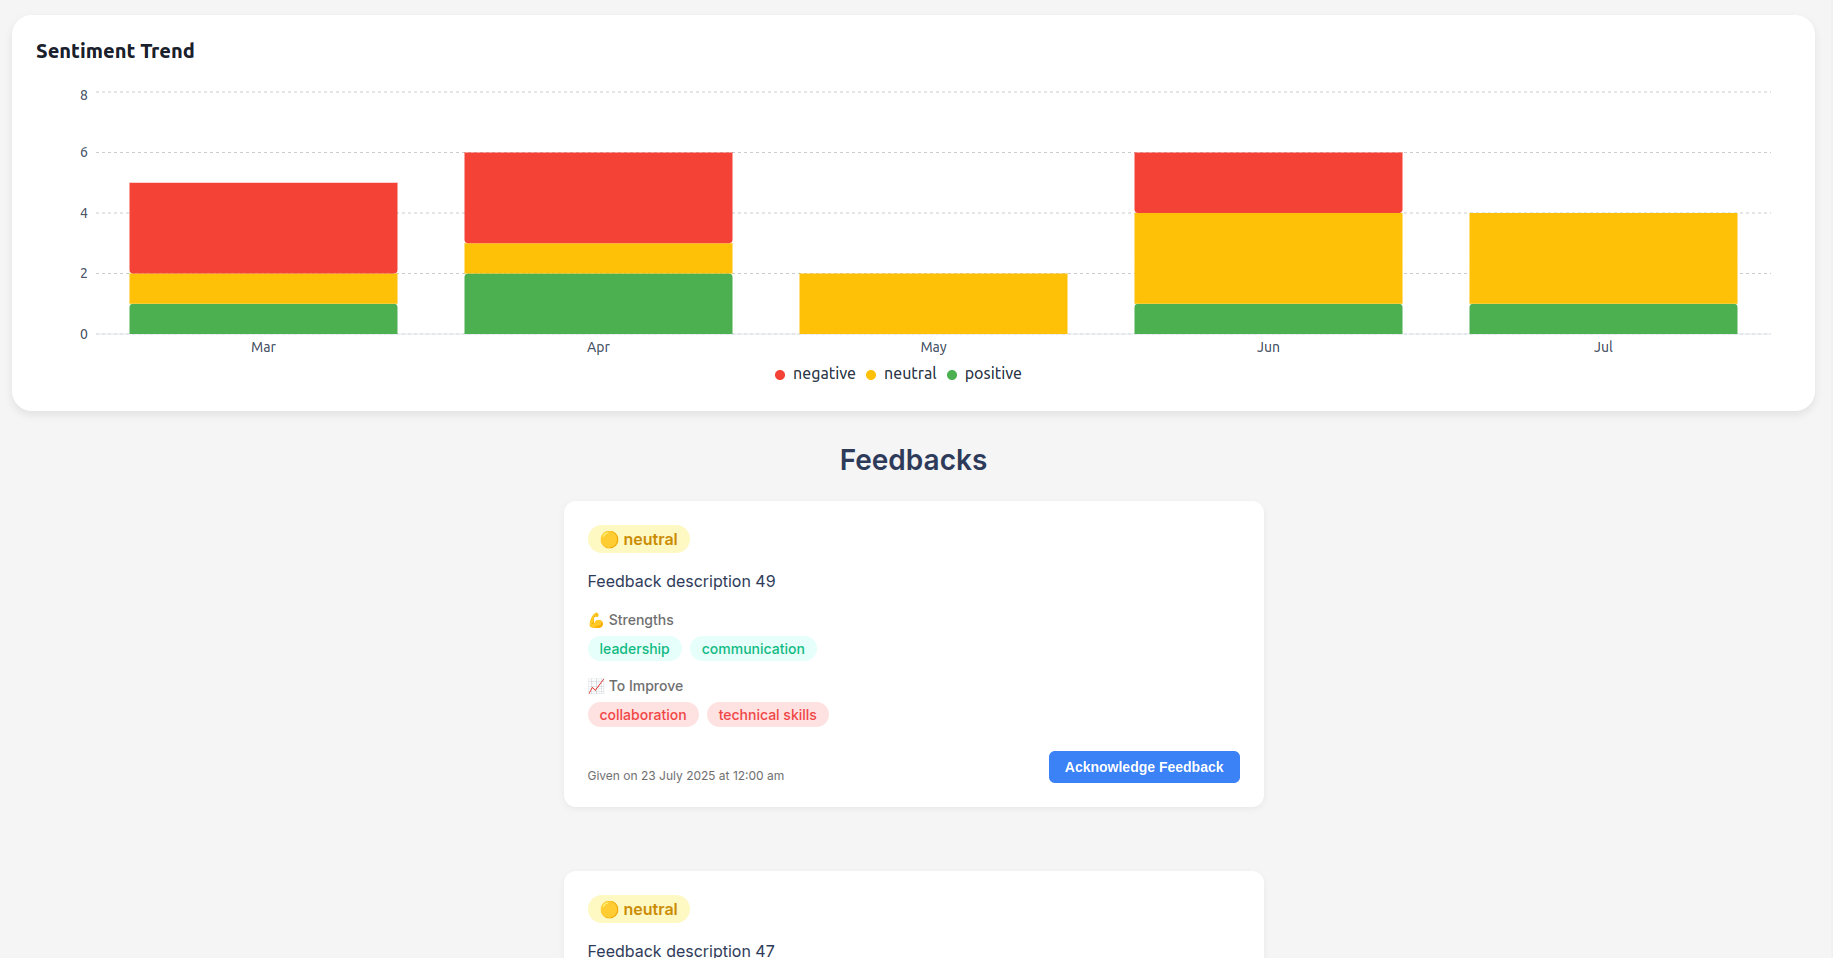 Sentiment Trend
8
6
4
2
0
Mar Apr May Jun Jul
negative neutral positive
Feedbacks
neutral
Feedback description 49
Strengths
leadership communication
To Improve
collaboration technical skills
Given on 23 July 2025 at 12:00 am
Acknowledge Feedback
neutral
Feedback description 47